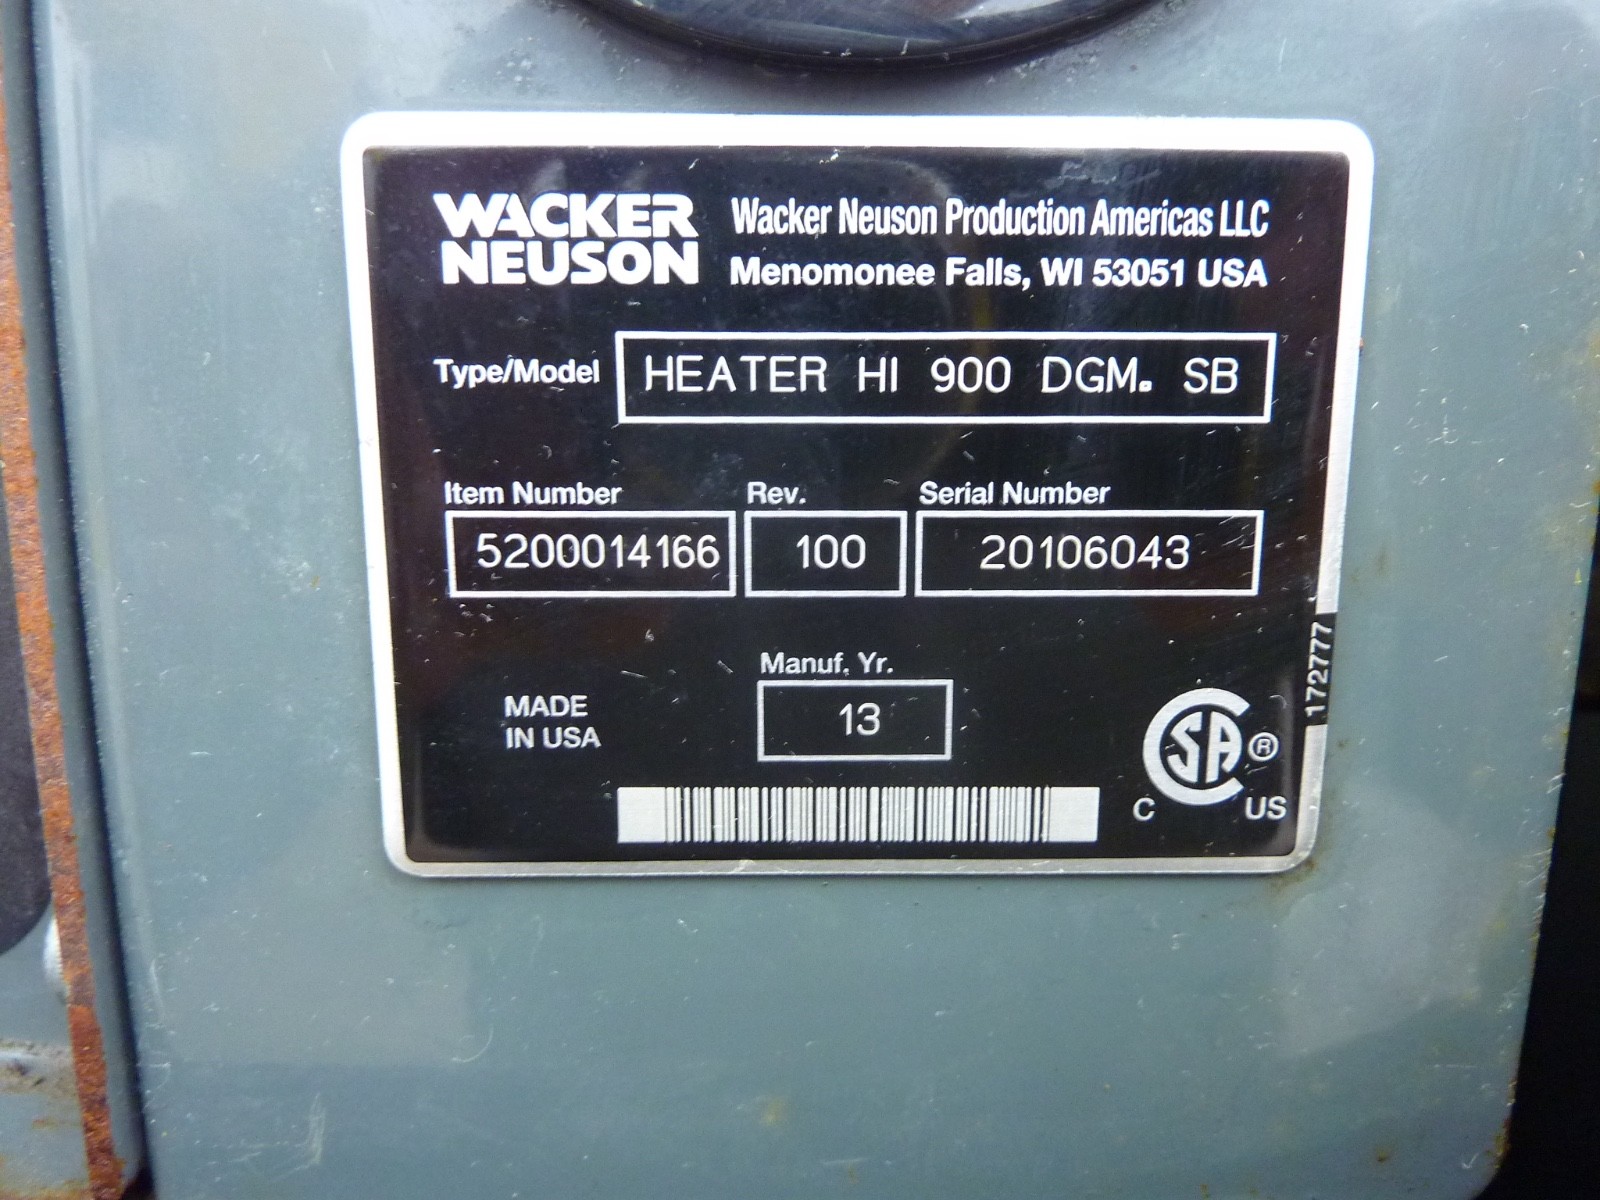 WACKER
NEUSON
Wacker Neuson Production Americas LLC
Menomonee Falls, WI 53051 USA
Type/Model HEATER HI 900 DGM. SB
Item Number Rev. Serial Number
5200014166 100 20106043
Manuf. Yr.
13
MADE
IN USA
SA ®
C US
172777